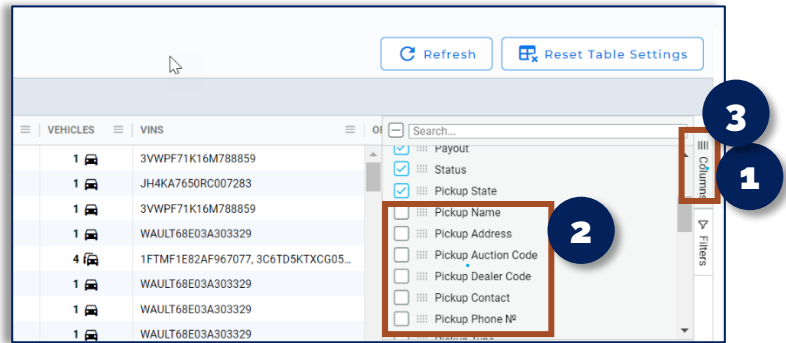 Refresh
Reset Table Settings
3
VEHICLES
VINS
Search...
Columns
1
Payout
1
3VWPF71K16M788859
Status
1
JH4KA7650RC007283
Pickup State
1
3VWPF71K16M788859
Pickup Name
2
Filters
1
WAULT68E03A303329
Pickup Address
4
1FTMF1E82AF967077, 3C6TD5KTXCG05...
Pickup Auction Code
1
WAULT68E03A303329
Pickup Dealer Code
1
WAULT68E03A303329
Pickup Contact
1
WAULT68E03A303329
Pickup Phone №